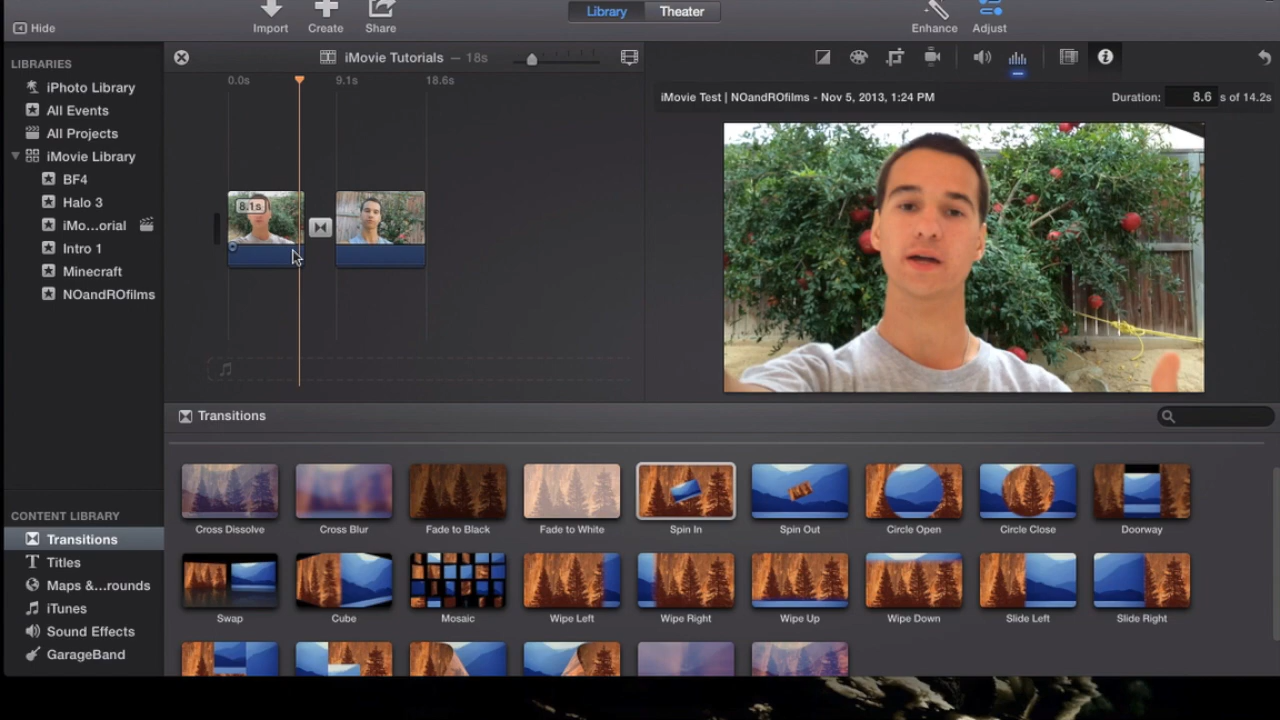 Library
Theater
Hide
Import
Create
Share
Enhance
Adjust
LIBRARIES
iPhoto Library
All Events
All Projects
iMovie Library
BF4
Halo 3
iMo...orial
Intro 1
Minecraft
NOandROfilms
CONTENT LIBRARY
Transitions
Titles
Maps &...rounds
iTunes
Sound Effects
GarageBand
iMovie Tutorials — 18s
0.0s
9.1s
18.6s
8.1s
iMovie Test | NOandROfilms - Nov 5, 2013, 1:24 PM
Duration: 8.6 s of 14.2s
Transitions
Cross Dissolve
Cross Blur
Fade to Black
Fade to White
Spin In
Spin Out
Circle Open
Circle Close
Doorway
Swap
Cube
Mosaic
Wipe Left
Wipe Right
Wipe Up
Wipe Down
Slide Left
Slide Right